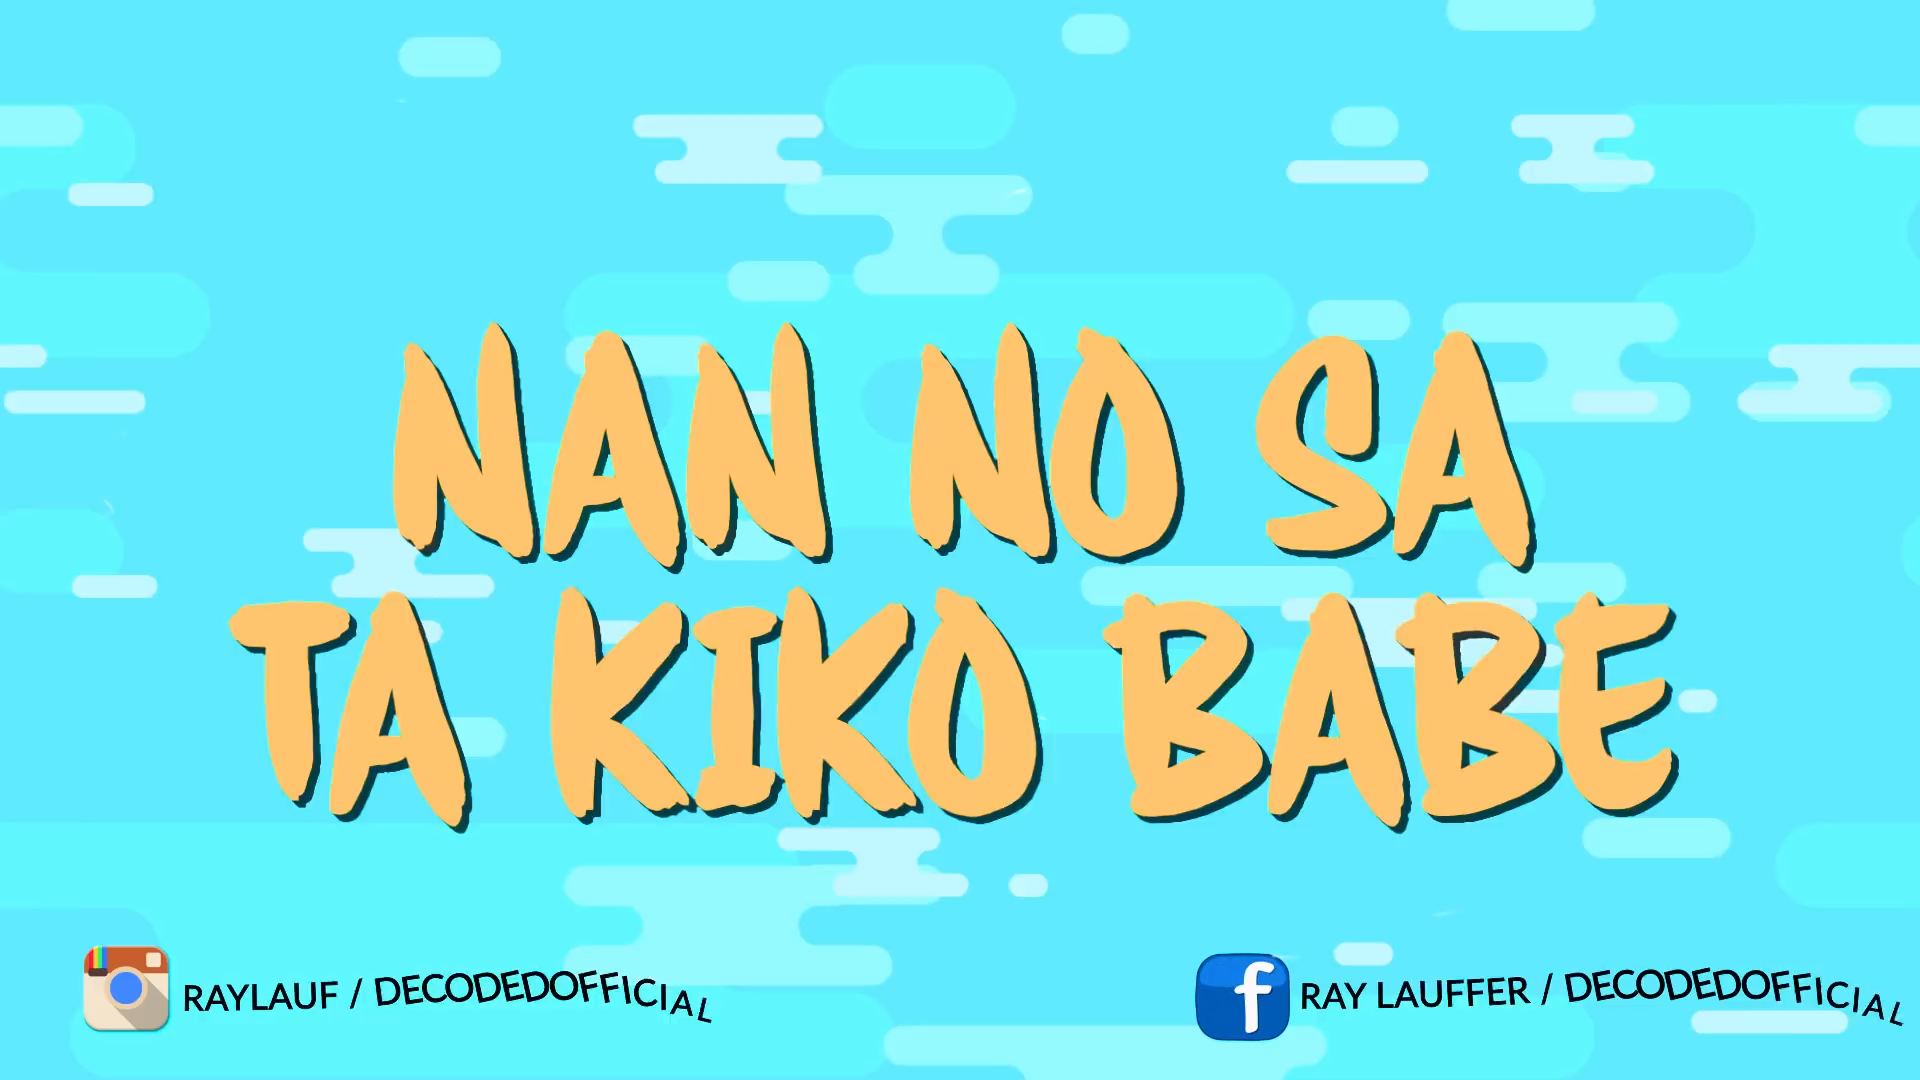 NAN NO SA
TA KIKO BABE
RAYLAUF / DECODEDOFFICIAL
RAY LAUFFER / DECODEDOFFICIAL